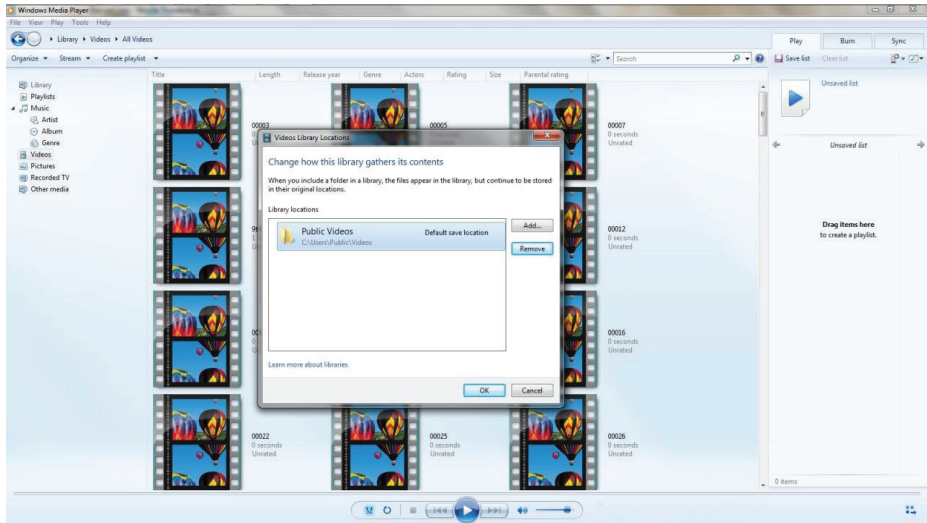 Windows Media Player
File View Play Tools Help
Library Videos All Videos
Organize Stream Create playlist
Search
Play Burn Sync
Save list Clear list
Title Length Release year Genre Actors Rating Size Parental rating
Library
Playlists
Music
Artist
Album
Genre
Videos
Pictures
Recorded TV
Other media
00003
00005
00007
0 seconds
Unrated
Unsaved list
Unsaved list
Videos Library Locations
Change how this library gathers its contents
When you include a folder in a library, the files appear in the library, but continue to be stored
in their original locations.
Library locations
Public Videos Default save location
C:\Users\Public\Videos
Add...
Remove
Learn more about libraries
OK Cancel
00012
0 seconds
Unrated
Drag items here
to create a playlist.
00016
0 seconds
Unrated
00022
0 seconds
Unrated
00025
0 seconds
Unrated
00026
0 seconds
Unrated
0 items